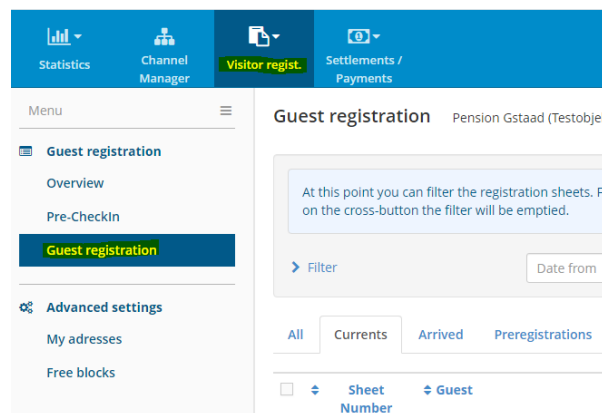 Statistics
Channel
Manager
Visitor regist.
Settlements /
Payments
Menu
Guest registration
Overview
Pre-CheckIn
Guest registration
Advanced settings
My adresses
Free blocks
Guest registration Pension Gstaad (Testobje
At this point you can filter the registration sheets. F
on the cross-button the filter will be emptied.
Filter
Date from
All Currents Arrived Preregistrations
Sheet
Number
Guest